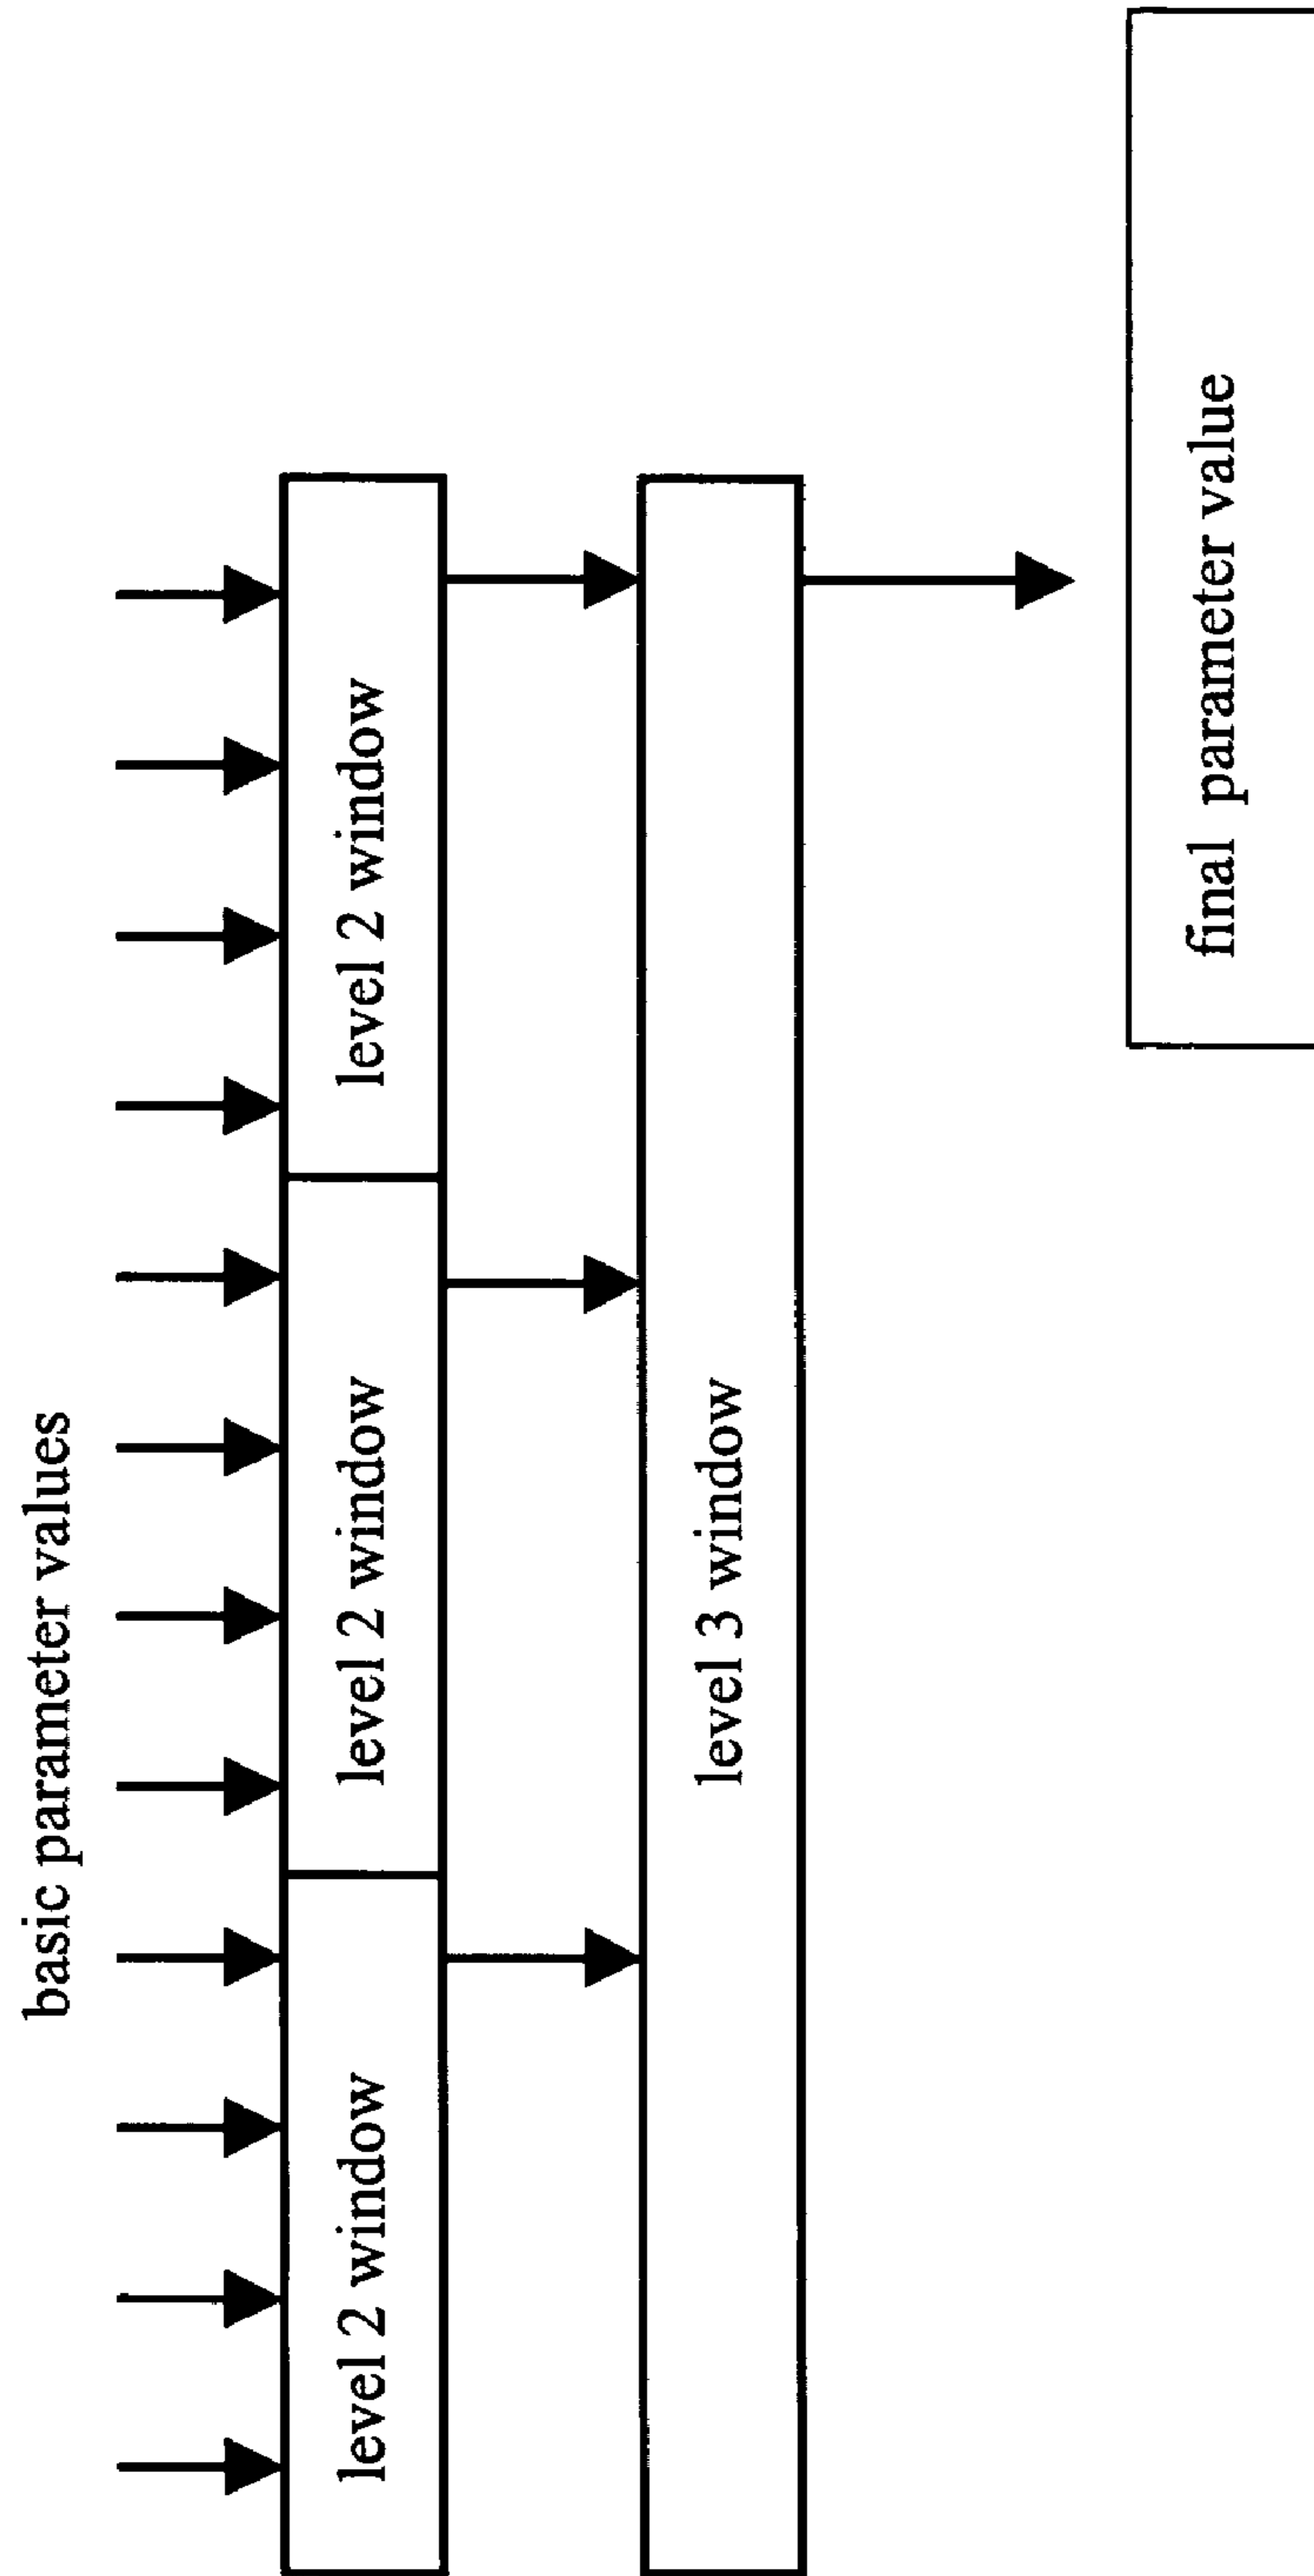 basic parameter values
level 2 window
level 2 window
level 2 window
level 3 window
final parameter value